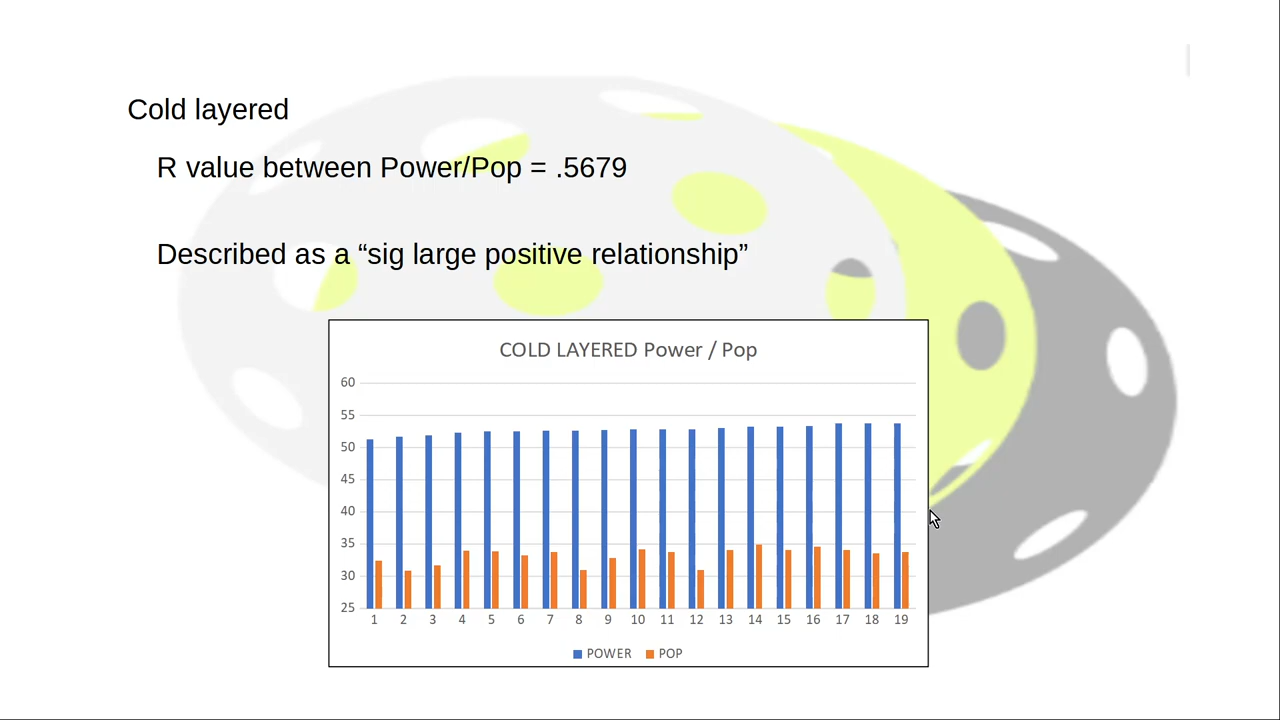 Cold layered
R value between Power/Pop = .5679
Described as a “sig large positive relationship”
COLD LAYERED Power / Pop
60
55
50
45
40
35
30
25
1 2 3 4 5 6 7 8 9 10 11 12 13 14 15 16 17 18 19
POWER POP